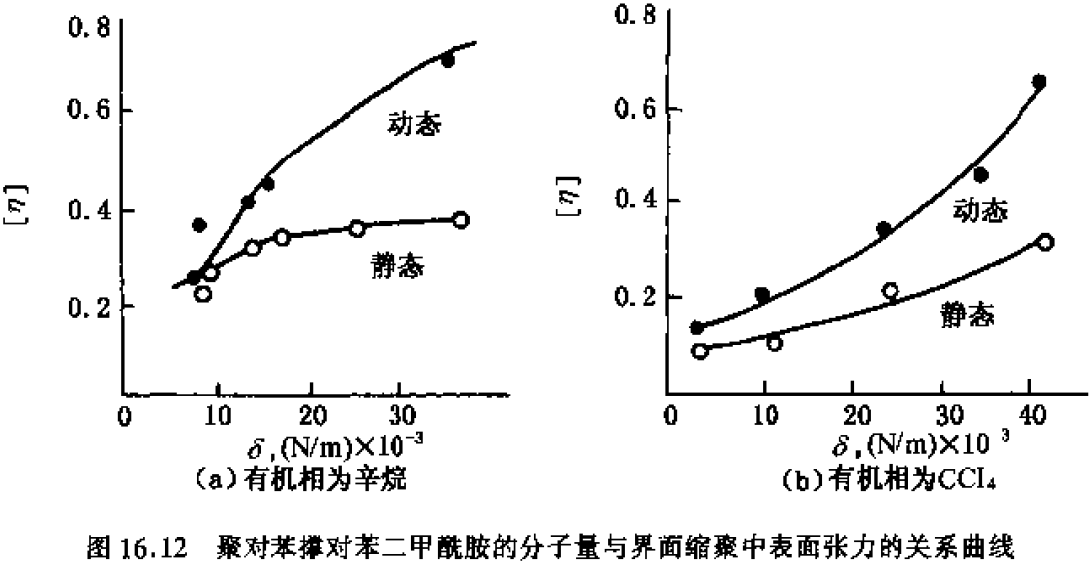 0.8
0.6
0.4
0.2
[η]
动态
静态
0 10 20 30
δ,(N/m)×10⁻³
(a)有机相为辛烷
0.8
0.6
0.4
0.2
[η]
动态
静态
0 10 20 30 40
δ,(N/m)×10 ³
(b)有机相为CCl₄
图16.12 聚对苯撑对苯二甲酰胺的分子量与界面缩聚中表面张力的关系曲线